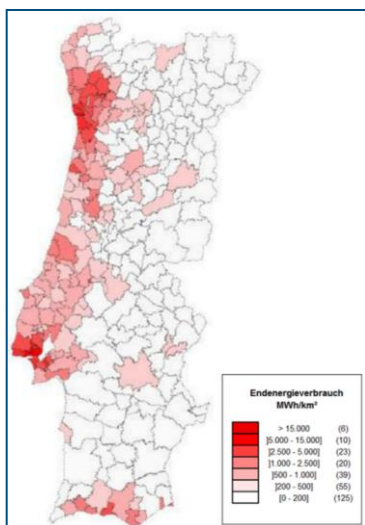 Endenergieverbrauch
MWh/km²
> 15.000 (6)
]5.000 - 15.000] (10)
]2.500 - 5.000] (23)
]1.000 - 2.500] (20)
]500 - 1.000] (39)
]200 - 500] (55)
[0 - 200] (125)